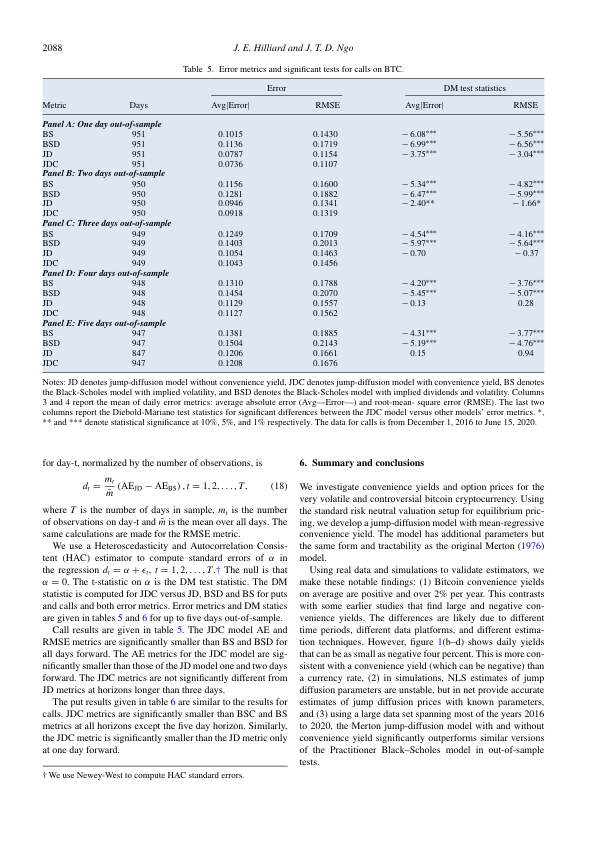 2088
J. E. Hilliard and J. T. D. Ngo
Table 5. Error metrics and significant tests for calls on BTC.
Error DM test statistics
Metric Days Avg|Error| RMSE Avg|Error| RMSE
Panel A: One day out-of-sample
BS 951 0.1015 0.1430 −6.08*** −5.56***
BSD 951 0.1136 0.1719 −6.99*** −6.56***
JD 951 0.0787 0.1154 −3.75*** −3.04***
JDC 951 0.0736 0.1107
Panel B: Two days out-of-sample
BS 950 0.1156 0.1600 −5.34*** −4.82***
BSD 950 0.1281 0.1882 −6.47*** −5.99***
JD 950 0.0946 0.1341 −2.40** −1.66*
JDC 950 0.0918 0.1319
Panel C: Three days out-of-sample
BS 949 0.1249 0.1709 −4.54*** −4.16***
BSD 949 0.1403 0.2013 −5.97*** −5.64***
JD 949 0.1054 0.1463 −0.70 −0.37
JDC 949 0.1043 0.1456
Panel D: Four days out-of-sample
BS 948 0.1310 0.1788 −4.20*** −3.76***
BSD 948 0.1454 0.2070 −5.45*** −5.07***
JD 948 0.1129 0.1557 −0.13 0.28
JDC 948 0.1127 0.1562
Panel E: Five days out-of-sample
BS 947 0.1381 0.1885 −4.31*** −3.77***
BSD 947 0.1504 0.2143 −5.19*** −4.76***
JD 847 0.1206 0.1661 0.15 0.94
JDC 947 0.1208 0.1676
Notes: JD denotes jump-diffusion model without convenience yield, JDC denotes jump-diffusion model with convenience yield, BS denotes
the Black-Scholes model with implied volatility, and BSD denotes the Black-Scholes model with implied dividends and volatility. Columns
3 and 4 report the mean of daily error metrics: average absolute error (Avg—Error—) and root-mean- square error (RMSE). The last two
columns report the Diebold-Mariano test statistics for significant differences between the JDC model versus other models' error metrics. *,
** and *** denote statistical significance at 10%, 5%, and 1% respectively. The data for calls is from December 1, 2016 to June 15, 2020.
for day-t, normalized by the number of observations, is
d_t = m_t / m̄ (AE_JD − AE_BS), t = 1, 2, . . . , T, (18)
where T is the number of days in sample, m_t is the number
of observations on day-t and m̄ is the mean over all days. The
same calculations are made for the RMSE metric.
We use a Heteroscedasticity and Autocorrelation Consis-
tent (HAC) estimator to compute standard errors of α in
the regression d_t = α + ϵ_t, t = 1, 2, . . . , T.† The null is that
α = 0. The t-statistic on α is the DM test statistic. The DM
statistic is computed for JDC versus JD, BSD and BS for puts
and calls and both error metrics. Error metrics and DM statics
are given in tables 5 and 6 for up to five days out-of-sample.
Call results are given in table 5. The JDC model AE and
RMSE metrics are significantly smaller than BS and BSD for
all days forward. The AE metrics for the JDC model are sig-
nificantly smaller than those of the JD model one and two days
forward. The JDC metrics are not significantly different from
JD metrics at horizons longer than three days.
The put results given in table 6 are similar to the results for
calls. JDC metrics are significantly smaller than BSC and BS
metrics at all horizons except the five day horizon. Similarly,
the JDC metric is significantly smaller than the JD metric only
at one day forward.
† We use Newey-West to compute HAC standard errors.
6. Summary and conclusions
We investigate convenience yields and option prices for the
very volatile and controversial bitcoin cryptocurrency. Using
the standard risk neutral valuation setup for equilibrium pric-
ing, we develop a jump-diffusion model with mean-regressive
convenience yield. The model has additional parameters but
the same form and tractability as the original Merton (1976)
model.
Using real data and simulations to validate estimators, we
make these notable findings: (1) Bitcoin convenience yields
on average are positive and over 2% per year. This contrasts
with some earlier studies that find large and negative con-
venience yields. The differences are likely due to different
time periods, different data platforms, and different estima-
tion techniques. However, figure 1(b–d) shows daily yields
that can be as small as negative four percent. This is more con-
sistent with a convenience yield (which can be negative) than
a currency rate, (2) in simulations, NLS estimates of jump
diffusion parameters are unstable, but in net provide accurate
estimates of jump diffusion prices with known parameters,
and (3) using a large data set spanning most of the years 2016
to 2020, the Merton jump-diffusion model with and without
convenience yield significantly outperforms similar versions
of the Practitioner Black–Scholes model in out-of-sample
tests.